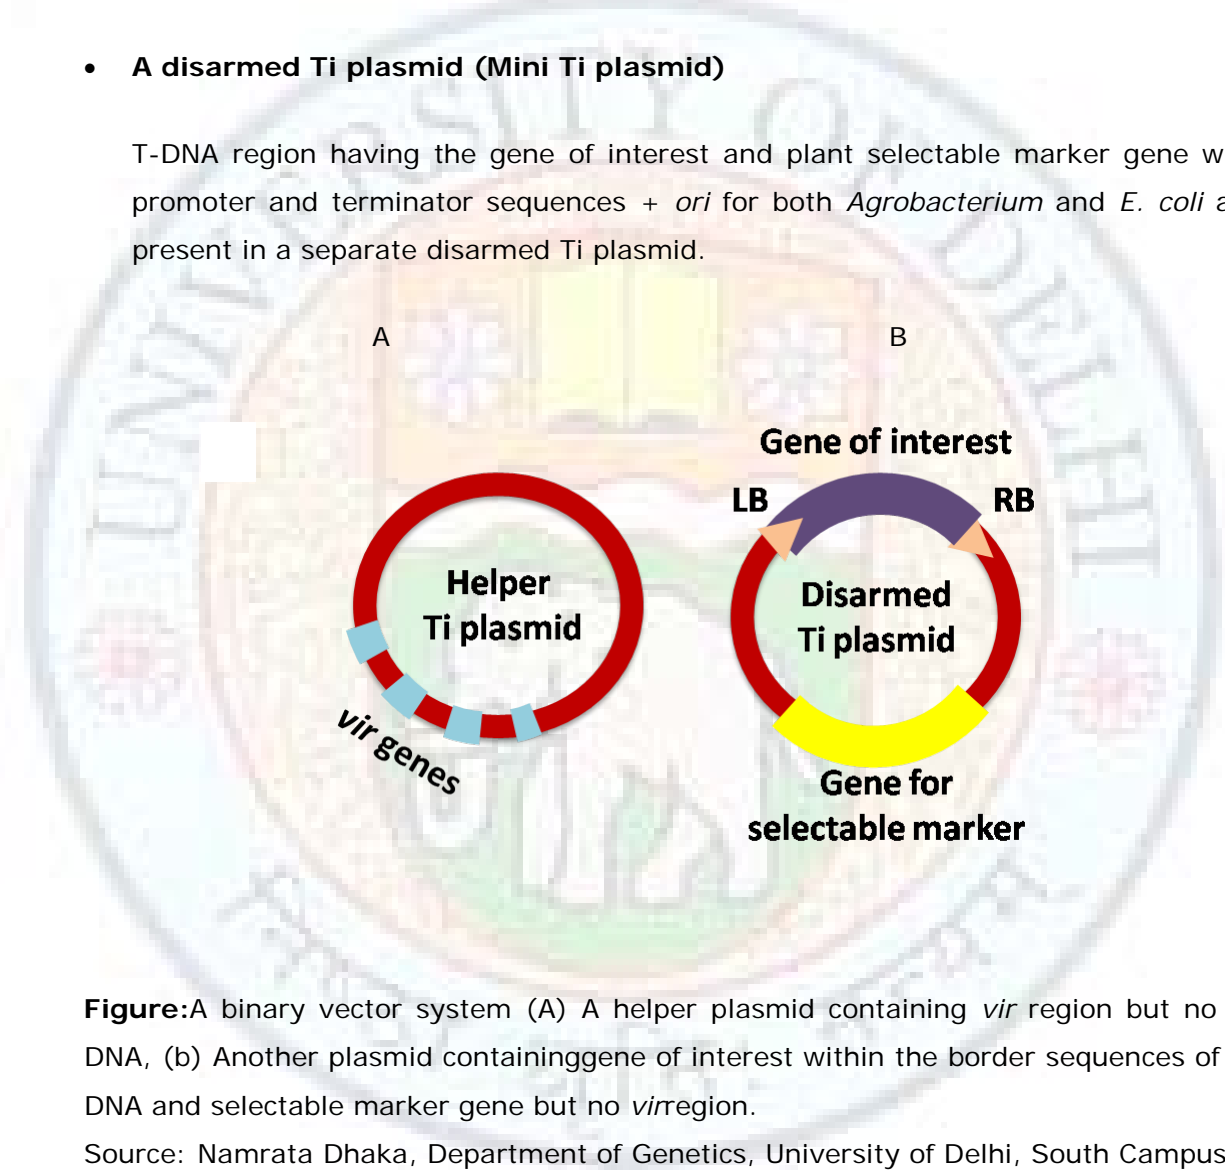 • A disarmed Ti plasmid (Mini Ti plasmid)
T-DNA region having the gene of interest and plant selectable marker gene w
promoter and terminator sequences + ori for both Agrobacterium and E. coli a
present in a separate disarmed Ti plasmid.
A B
Gene of interest
LB RB
Helper
Ti plasmid
Disarmed
Ti plasmid
vir genes
Gene for
selectable marker
Figure:A binary vector system (A) A helper plasmid containing vir region but no
DNA, (b) Another plasmid containinggene of interest within the border sequences of
DNA and selectable marker gene but no virregion.
Source: Namrata Dhaka, Department of Genetics, University of Delhi, South Campus
UNIVERSITY OF DELHI